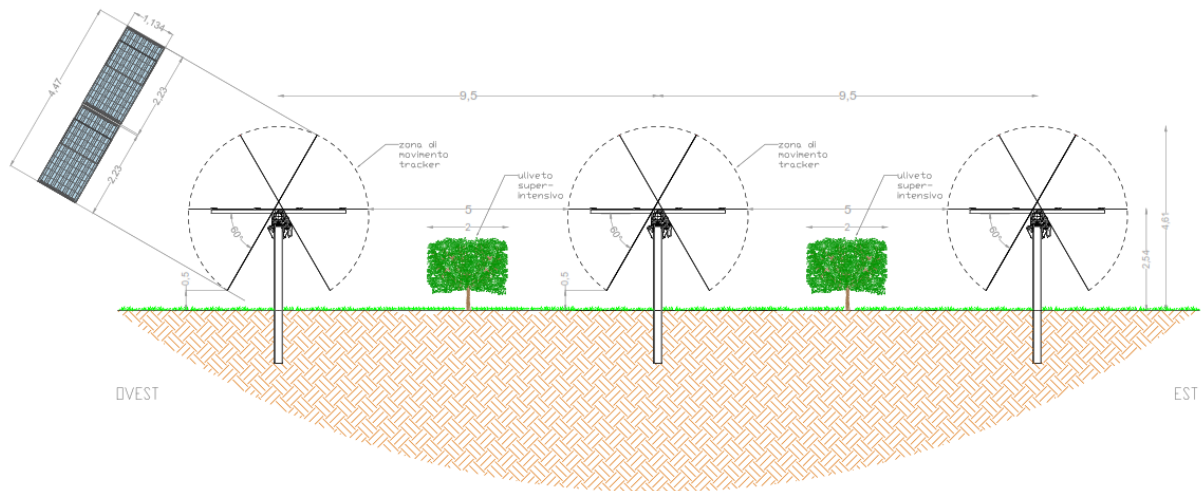 1,134
4,47
2,23
2,23
9,5
9,5
zona di
movimento
tracker
zona di
movimento
tracker
uliveto
super-
intensivo
uliveto
super-
intensivo
5
5
2
2
60°
60°
60°
0,5
0,5
2,54
4,61
OVEST
EST